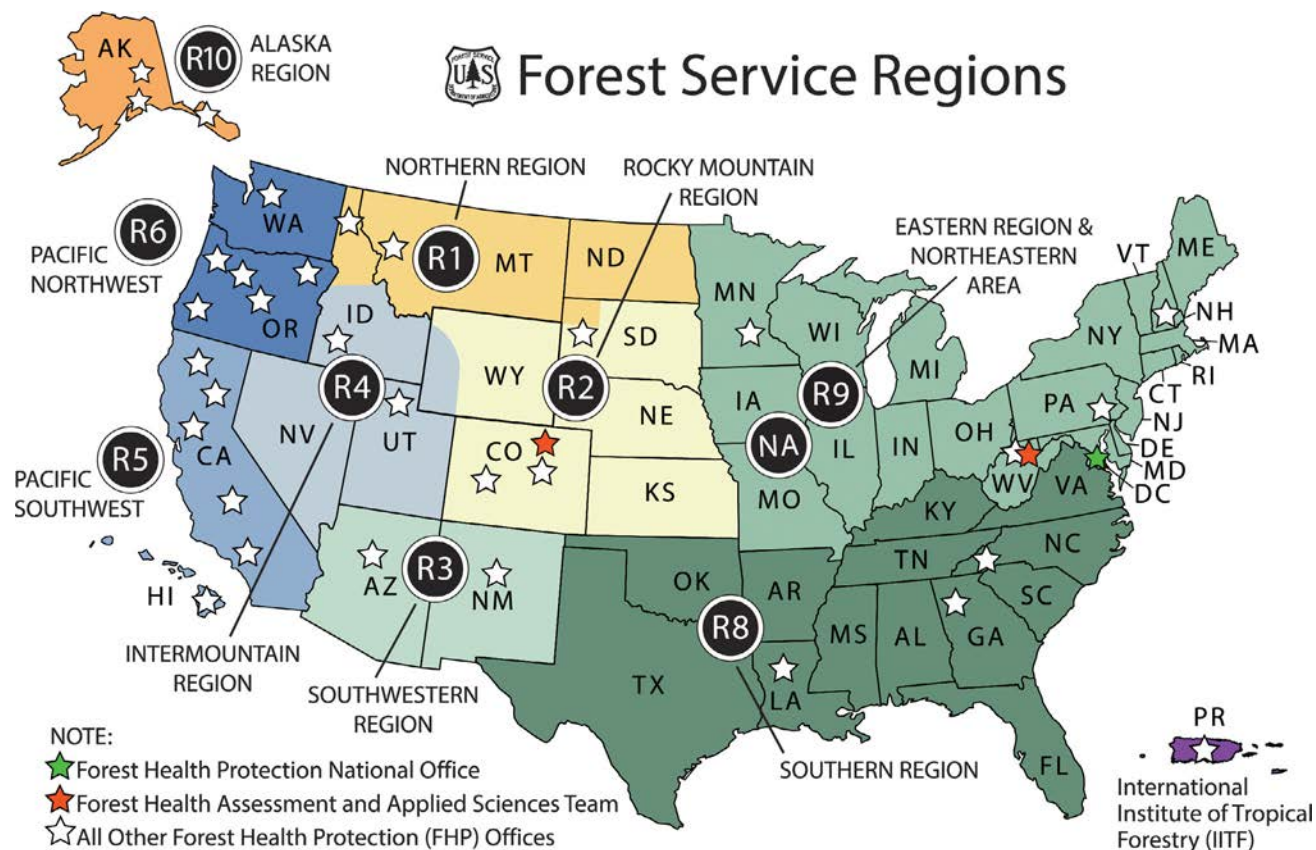 AK
R10
ALASKA
REGION
FOREST SERVICE
U S
DEPARTMENT OF AGRICULTURE
Forest Service Regions
NORTHERN REGION
ROCKY MOUNTAIN
REGION
EASTERN REGION &
NORTHEASTERN
AREA
R6
PACIFIC
NORTHWEST
WA
OR
R1
MT
ND
ID
SD
WY
R2
NE
R4
NV
UT
CO
KS
MN
WI
MI
IA
R9
NA
IL
IN
OH
MO
VT
ME
NY
NH
MA
RI
CT
NJ
PA
DE
MD
DC
WV
VA
R5
PACIFIC
SOUTHWEST
CA
HI
AZ
R3
NM
OK
AR
R8
TX
LA
KY
TN
NC
SC
MS
AL
GA
FL
INTERMOUNTAIN
REGION
SOUTHWESTERN
REGION
SOUTHERN REGION
PR
International
Institute of Tropical
Forestry (IITF)
NOTE:
Forest Health Protection National Office
Forest Health Assessment and Applied Sciences Team
All Other Forest Health Protection (FHP) Offices